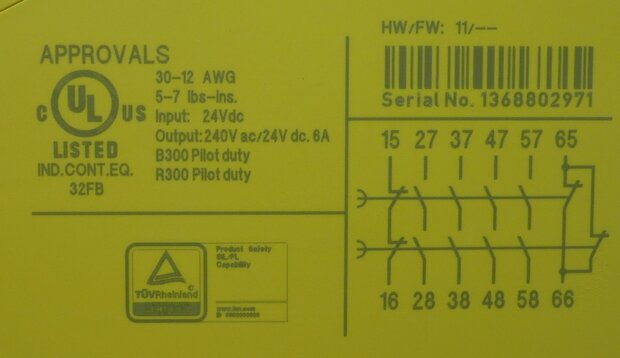 APPROVALS
C UL US
LISTED
IND.CONT.EQ.
32FB
30-12 AWG
5-7 lbs-ins.
Input: 24Vdc
Output:240V ac/24V dc. 6A
B300 Pilot duty
R300 Pilot duty
TÜVRheinland
Product Safety
SIL/PL
Capability
HW/FW: 11/--
Serial No. 1368802971
15 27 37 47 57 65
16 28 38 48 58 66